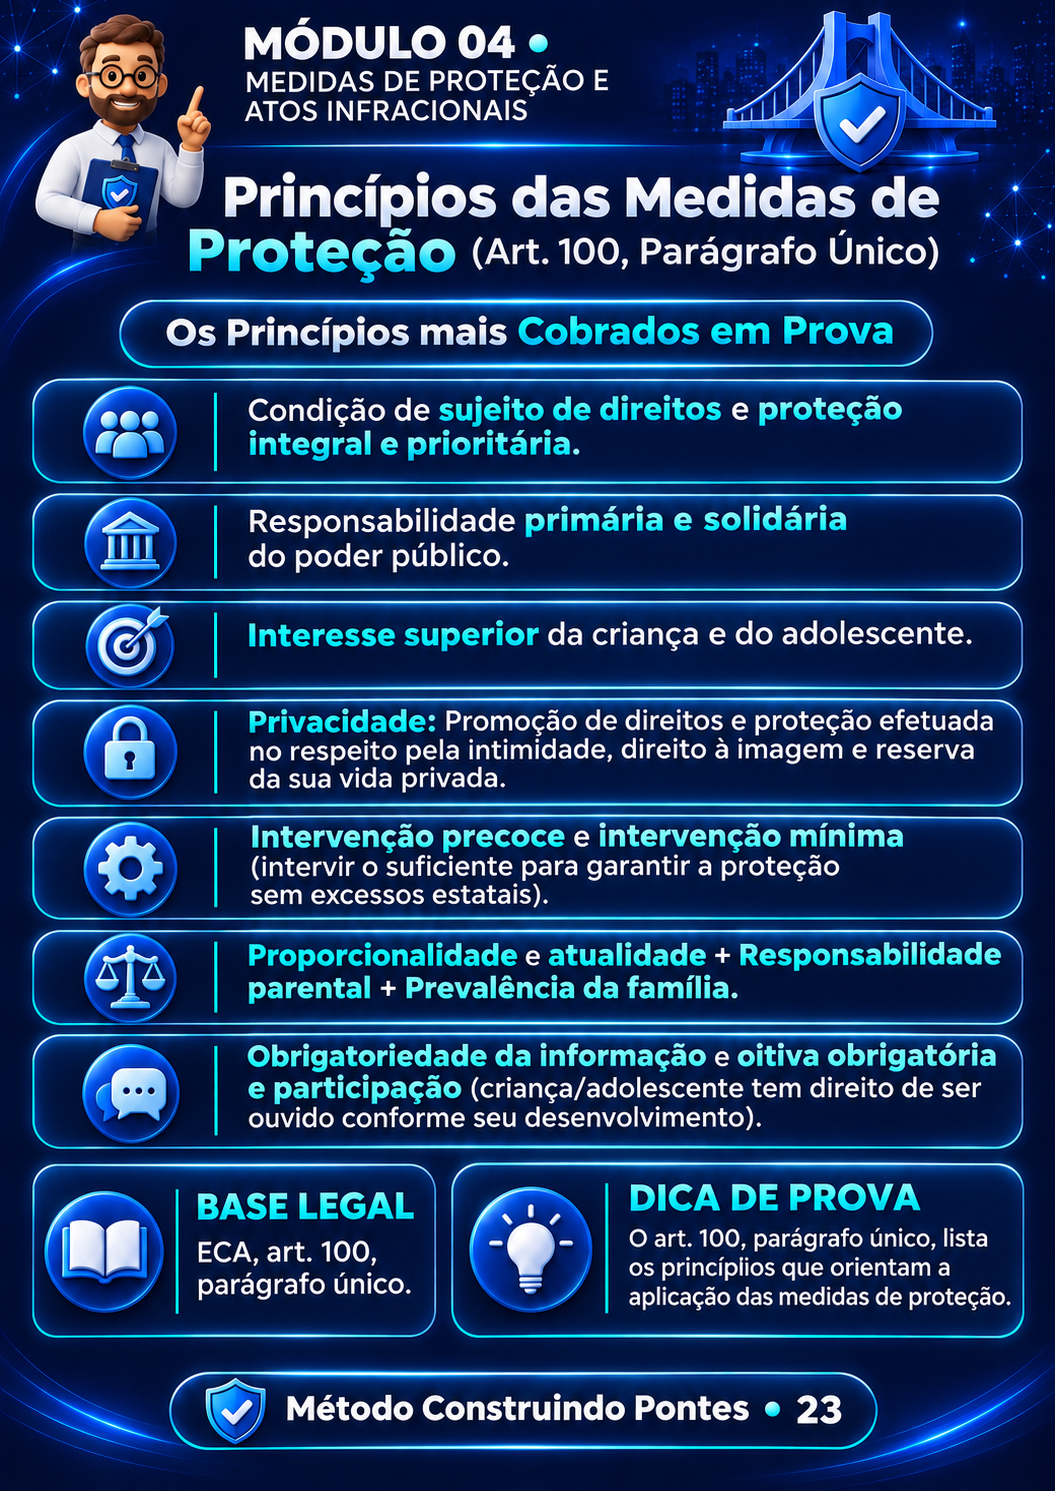 MÓDULO 04 •
MEDIDAS DE PROTEÇÃO E
ATOS INFRACIONAIS
Princípios das Medidas de
Proteção (Art. 100, Parágrafo Único)
Os Princípios mais Cobrados em Prova
Condição de sujeito de direitos e proteção
integral e prioritária.
Responsabilidade primária e solidária
do poder público.
Interesse superior da criança e do adolescente.
Privacidade: Promoção de direitos e proteção efetuada
no respeito pela intimidade, direito à imagem e reserva
da sua vida privada.
Intervenção precoce e intervenção mínima
(intervir o suficiente para garantir a proteção
sem excessos estatais).
Proporcionalidade e atualidade + Responsabilidade
parental + Prevalência da família.
Obrigatoriedade da informação e oitiva obrigatória
e participação (criança/adolescente tem direito de ser
ouvido conforme seu desenvolvimento).
BASE LEGAL
ECA, art. 100,
parágrafo único.
DICA DE PROVA
O art. 100, parágrafo único, lista
os princíplios que orientam a
aplicação das medidas de proteção.
Método Construindo Pontes • 23